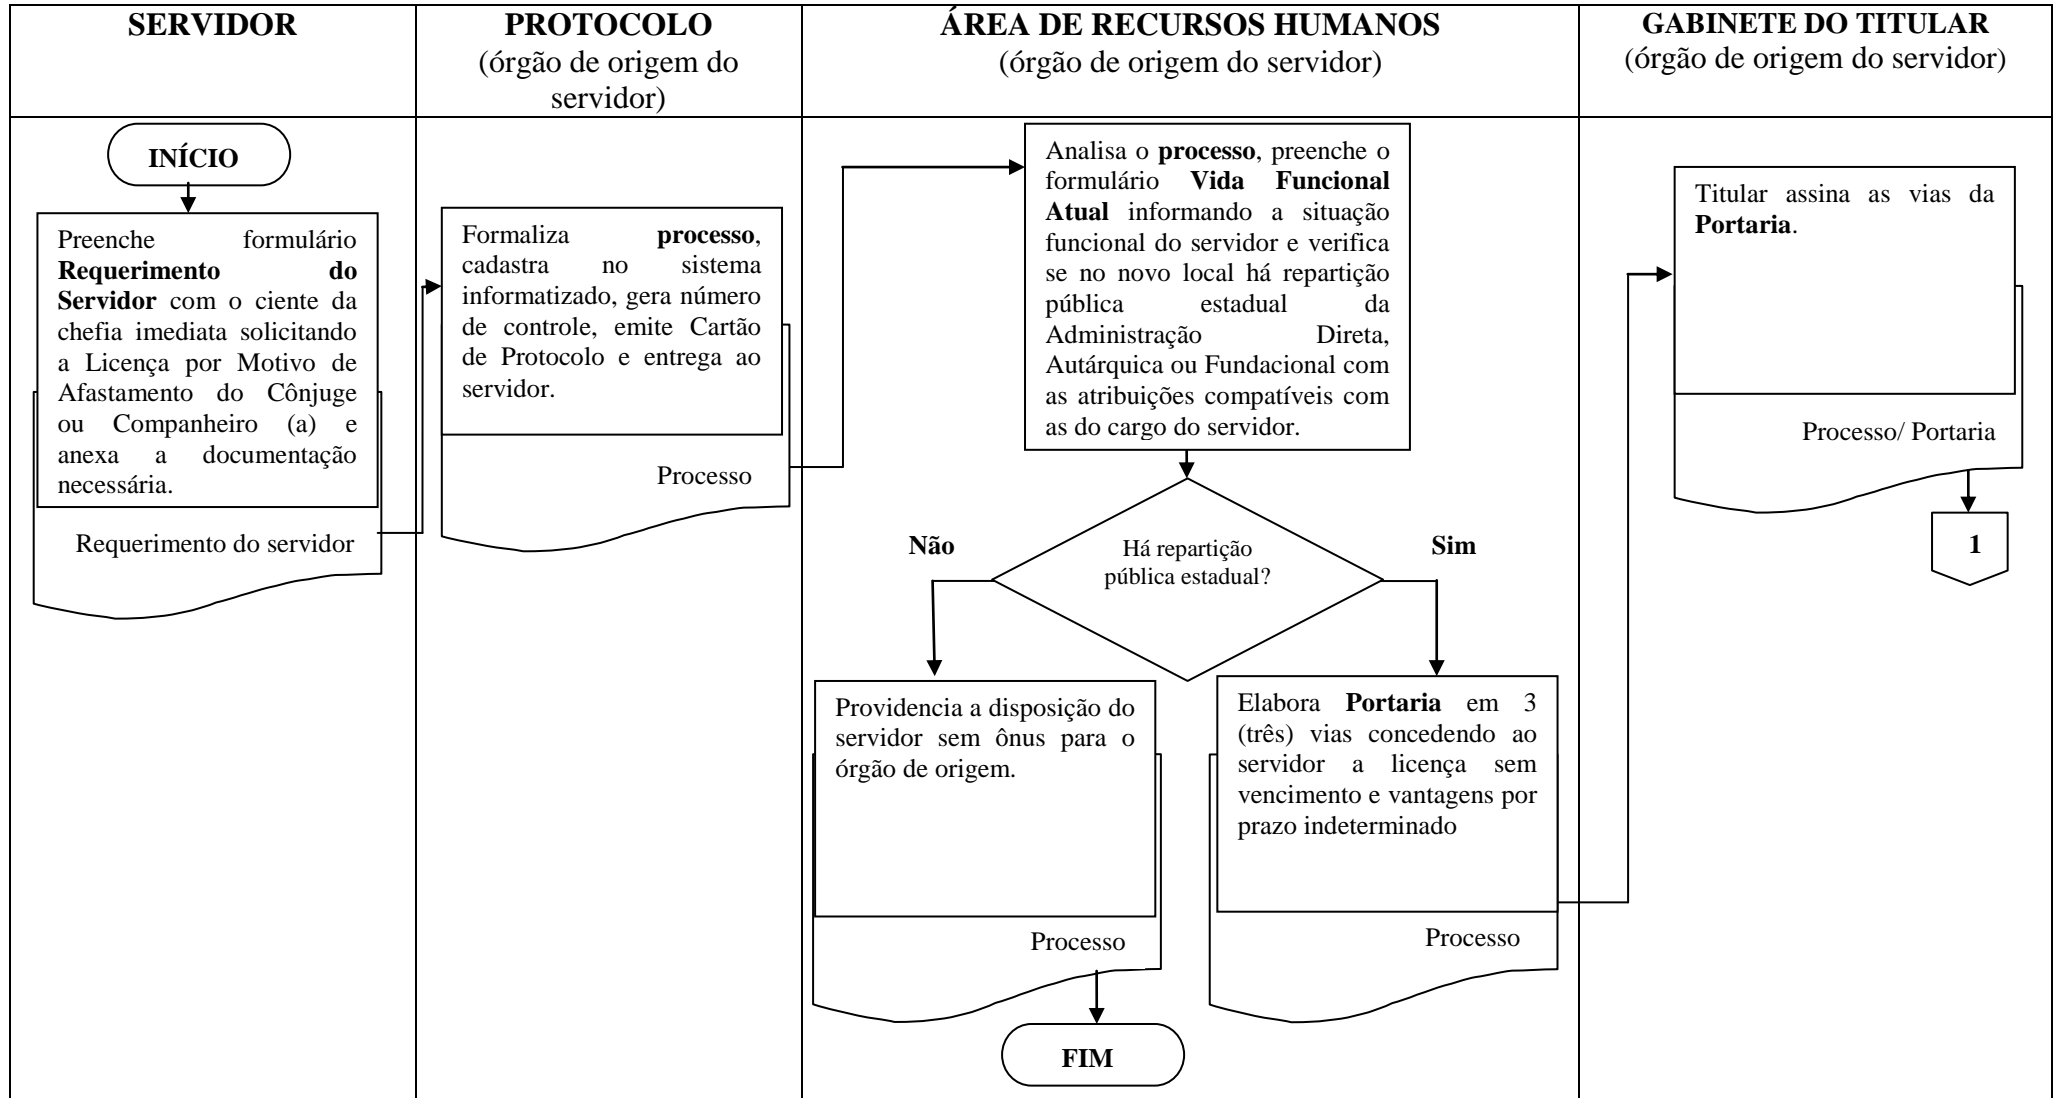 SERVIDOR
PROTOCOLO
(órgão de origem do
servidor)
ÁREA DE RECURSOS HUMANOS
(órgão de origem do servidor)
GABINETE DO TITULAR
(órgão de origem do servidor)
INÍCIO
Preenche formulário
Requerimento do
Servidor com o ciente da
chefia imediata solicitando
a Licença por Motivo de
Afastamento do Cônjuge
ou Companheiro (a) e
anexa a documentação
necessária.
Requerimento do servidor
Formaliza processo,
cadastra no sistema
informatizado, gera número
de controle, emite Cartão
de Protocolo e entrega ao
servidor.
Processo
Analisa o processo, preenche o
formulário Vida Funcional
Atual informando a situação
funcional do servidor e verifica
se no novo local há repartição
pública estadual da
Administração Direta,
Autárquica ou Fundacional com
as atribuições compatíveis com
as do cargo do servidor.
Não
Há repartição
pública estadual?
Sim
Providencia a disposição do
servidor sem ônus para o
órgão de origem.
Processo
FIM
Elabora Portaria em 3
(três) vias concedendo ao
servidor a licença sem
vencimento e vantagens por
prazo indeterminado
Processo
Titular assina as vias da
Portaria.
Processo/ Portaria
1